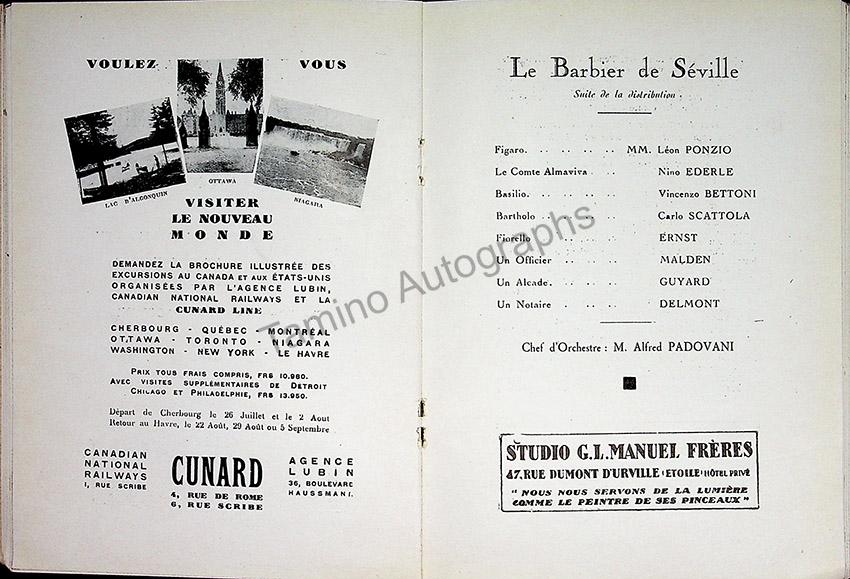 VOULEZ VOUS
LAC D'ALGONQUIN
OTTAWA
NIAGARA
VISITER
LE NOUVEAU
MONDE
DEMANDEZ LA BROCHURE ILLUSTRÉE DES
EXCURSIONS AU CANADA ET AUX ÉTATS-UNIS
ORGANISÉES PAR L'AGENCE LUBIN,
CANADIAN NATIONAL RAILWAYS ET LA
CUNARD LINE
CHERBOURG - QUÉBEC - MONTRÉAL
OTTAWA - TORONTO - NIAGARA
WASHINGTON - NEW YORK - LE HAVRE
PRIX TOUS FRAIS COMPRIS, FRS 10.980.
AVEC VISITES SUPPLÉMENTAIRES DE DETROIT
CHICAGO ET PHILADELPHIE, FRS 13.950.
Départ de Cherbourg le 26 Juillet et le 2 Aout
Retour au Havre, le 22 Août, 29 Août ou 5 Septembre
CANADIAN
NATIONAL
RAILWAYS
1, RUE SCRIBE
CUNARD
4, RUE DE ROME
6, RUE SCRIBE
AGENCE
LUBIN
36, BOULEVARD
HAUSSMANN.
Le Barbier de Séville
Suite de la distribution.
Figaro. .. .. .. .. MM. Léon PONZIO
Le Comte Almaviva .. Nino EDERLE
Basilio. .. .. .. .. Vincenzo BETTONI
Bartholo .. .. .. .. Carlo SCATTOLA
Fiorello .. .. .. ERNST
Un Officier .. .. .. MALDEN
Un Alcade. .. .. .. GUYARD
Un Notaire .. .. .. DELMONT
Chef d'Orchestre : M. Alfred PADOVANI
STUDIO G.L. MANUEL FRÈRES
47, RUE DUMONT D'URVILLE (ETOILE) HÔTEL PRIVÉ
" NOUS NOUS SERVONS DE LA LUMIÈRE
COMME LE PEINTRE DE SES PINCEAUX "
Tamino Autographs